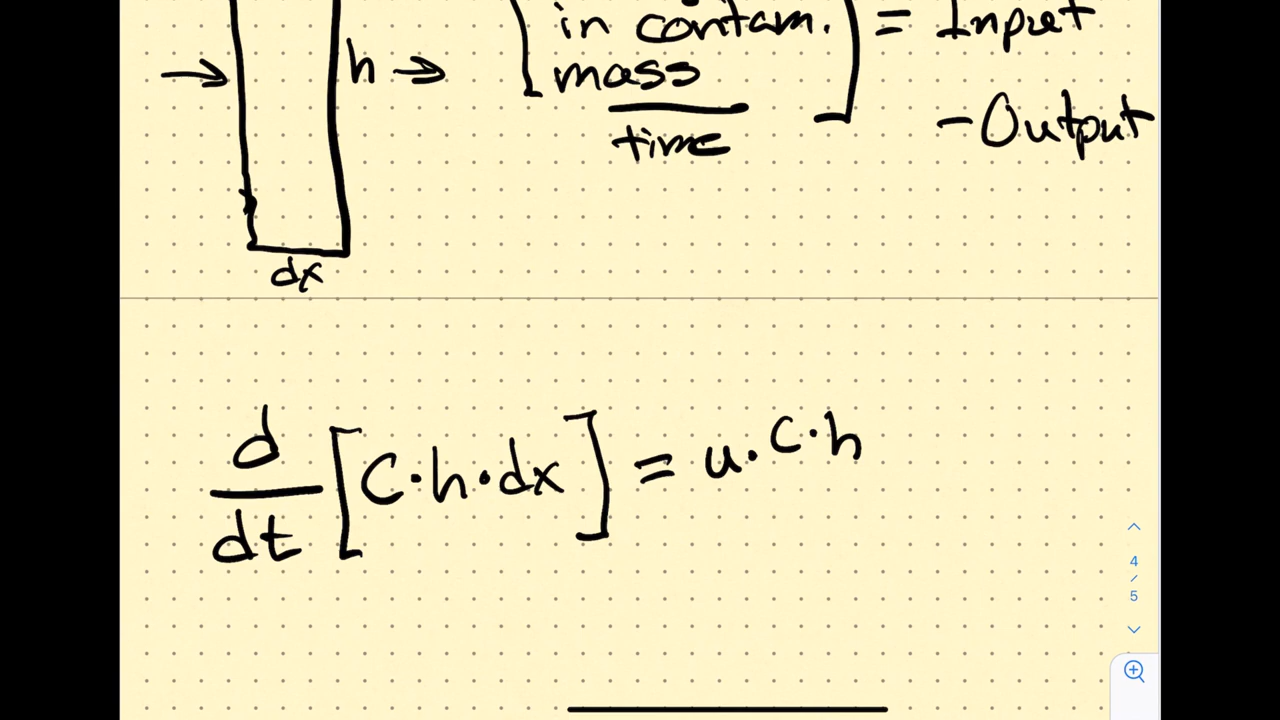 in contam. = Input
h → mass
time
- Output
dx
d/dt [C·h·dx] = u·C·h
4
/
5